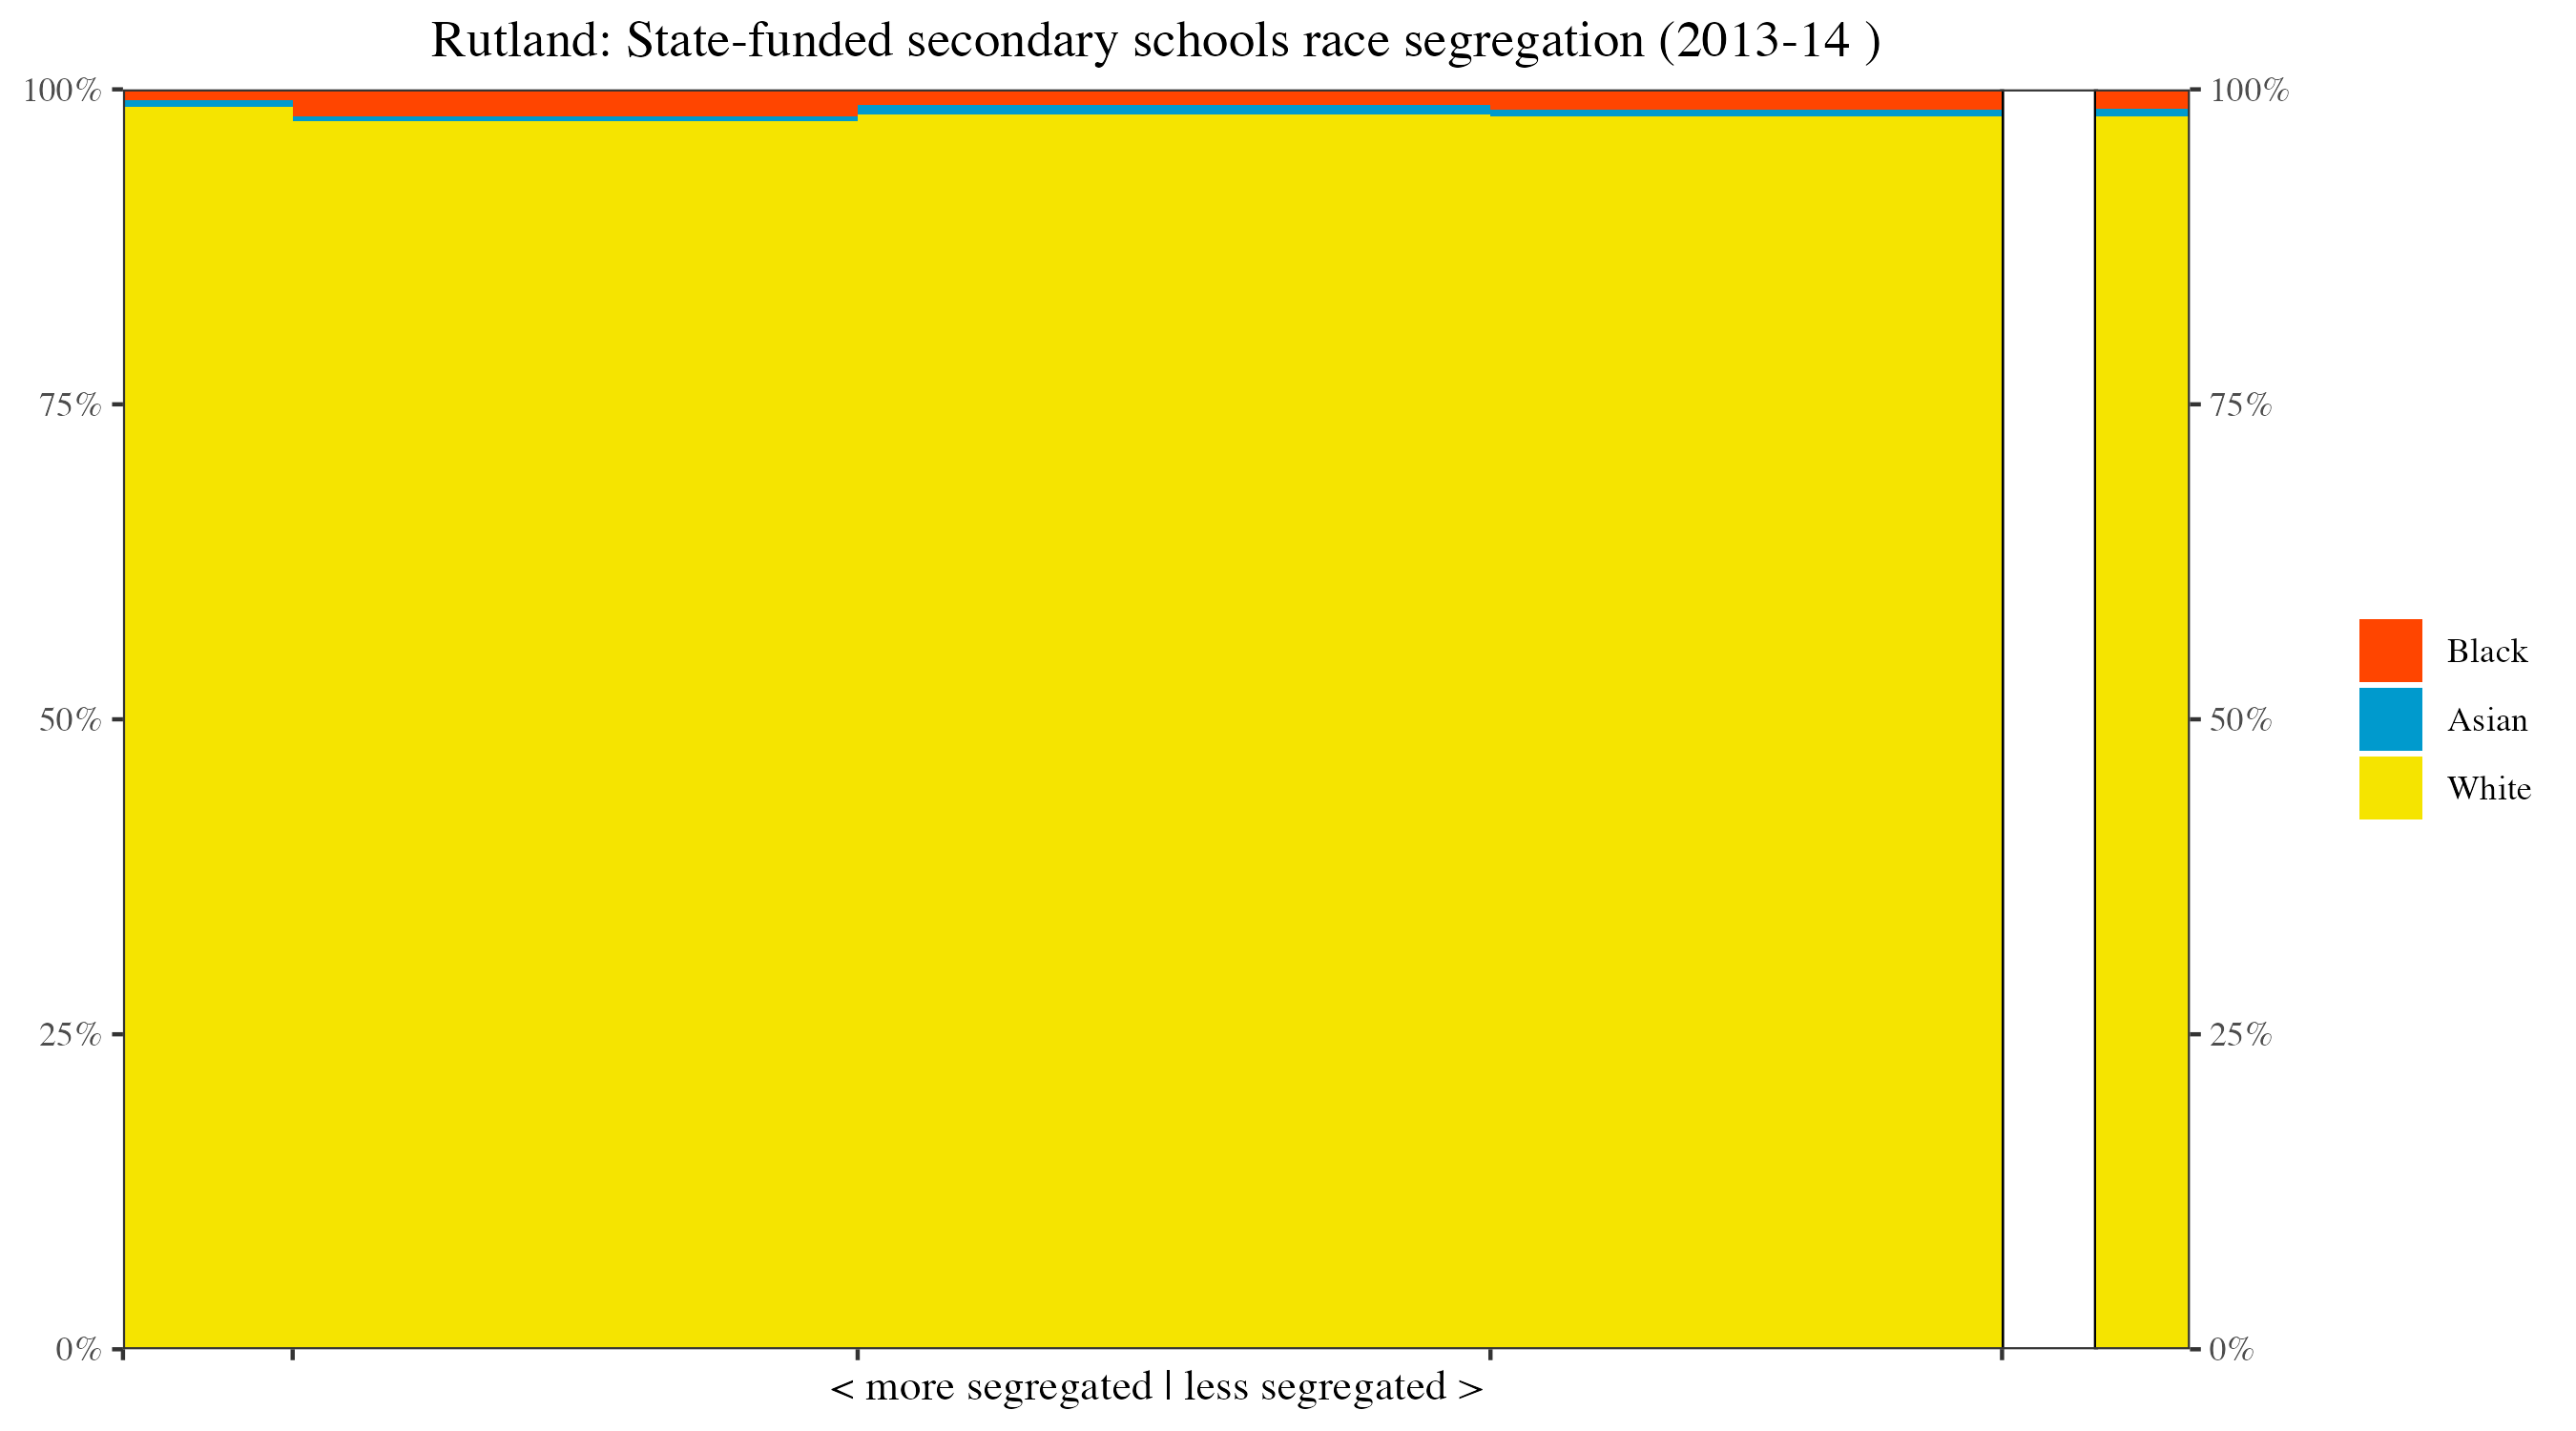 Rutland: State-funded secondary schools race segregation (2013-14 )
100%
75%
50%
25%
0%
100%
75%
50%
25%
0%
Black
Asian
White
< more segregated | less segregated >